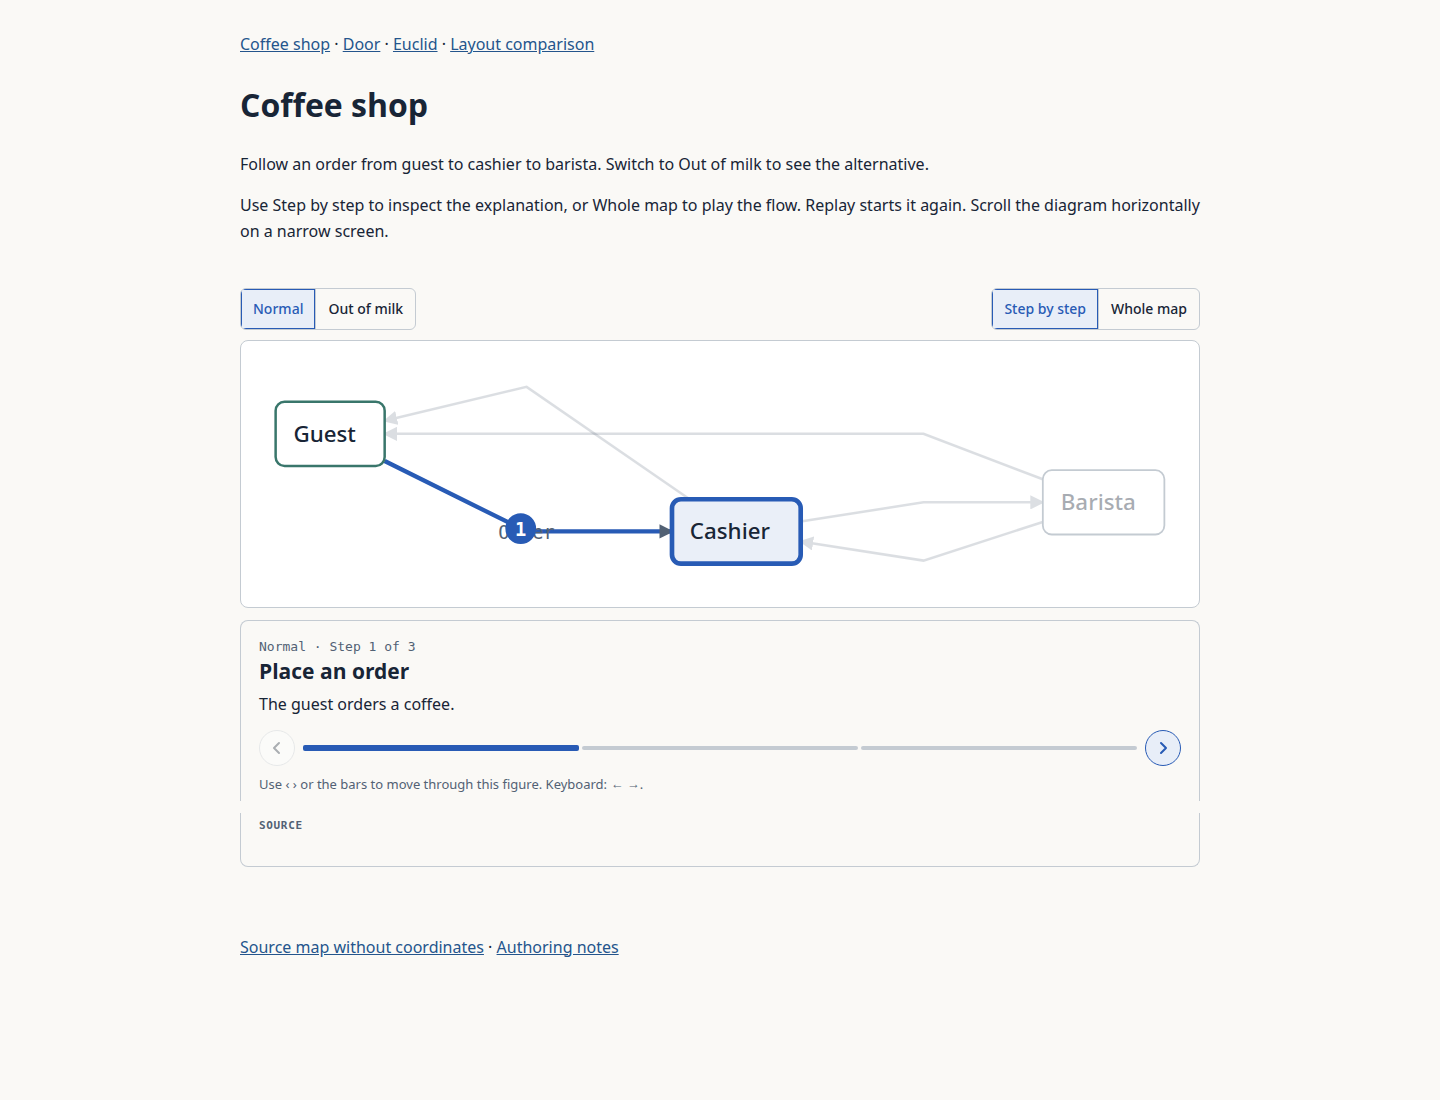 Coffee shop · Door · Euclid · Layout comparison
Coffee shop
Follow an order from guest to cashier to barista. Switch to Out of milk to see the alternative.
Use Step by step to inspect the explanation, or Whole map to play the flow. Replay starts it again. Scroll the diagram horizontally
on a narrow screen.
Normal
Out of milk
Step by step
Whole map
Guest
1
Cashier
Barista
Normal · Step 1 of 3
Place an order
The guest orders a coffee.
Use ‹ › or the bars to move through this figure. Keyboard: ← →.
SOURCE
Source map without coordinates · Authoring notes